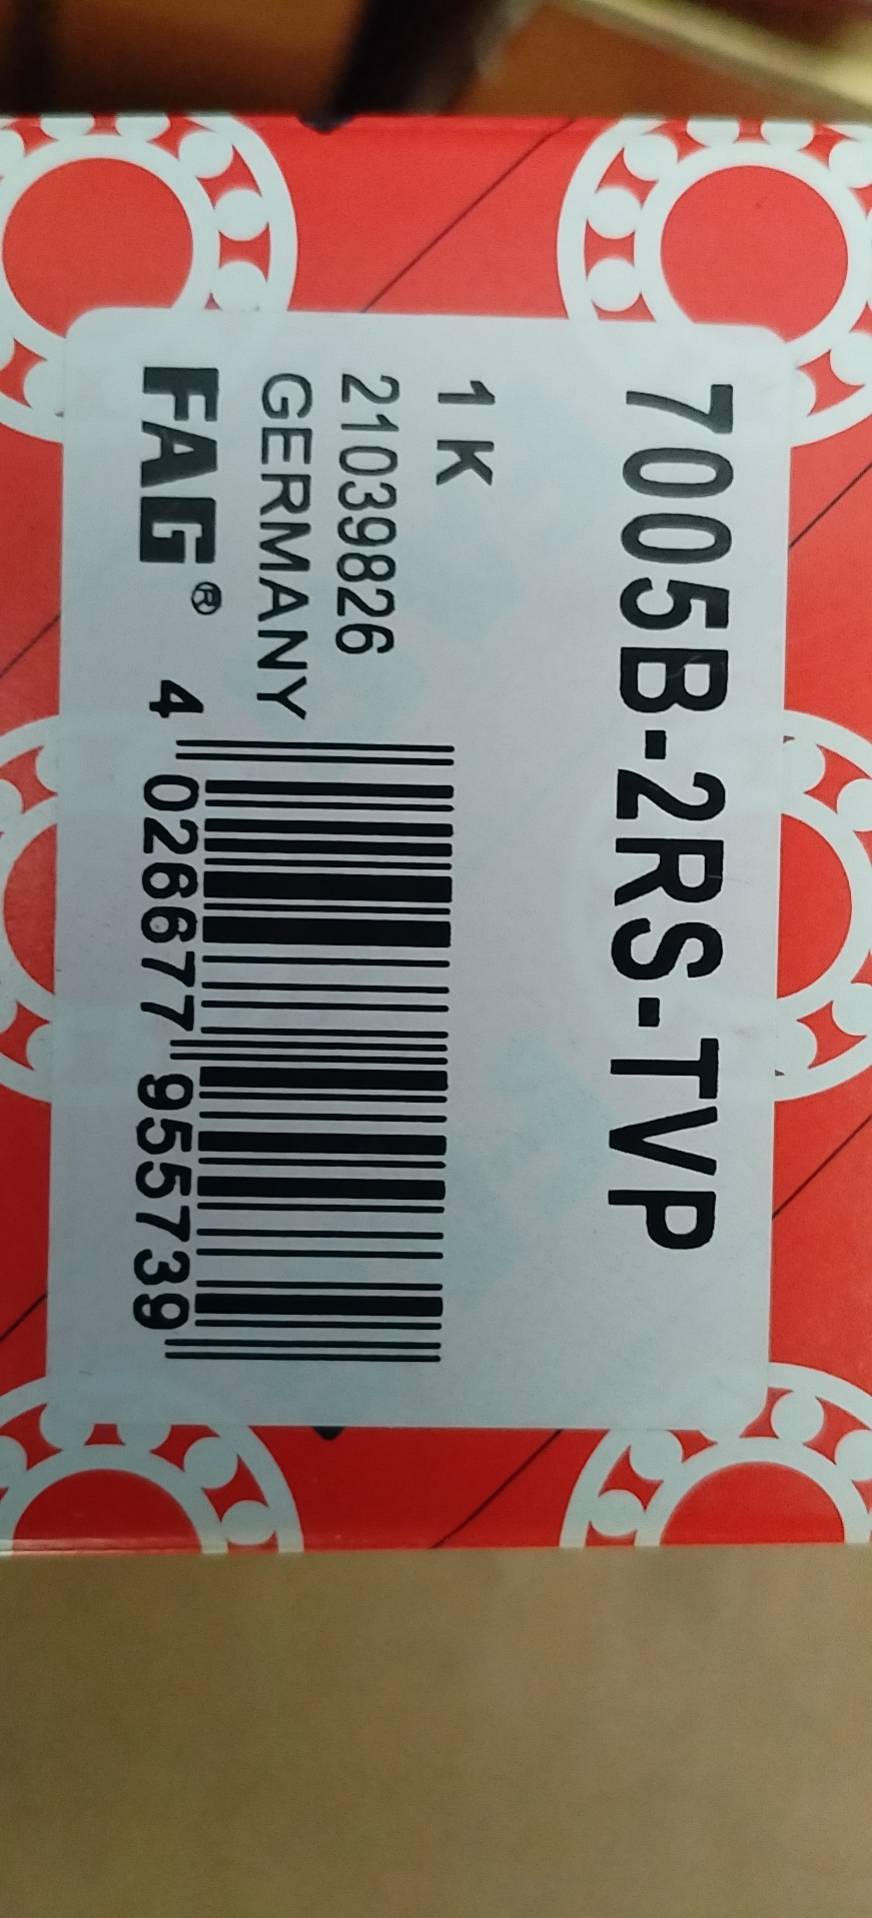 7005B-2RS-TVP
1 K
21039826
GERMANY
FAG®
4 026677 955739